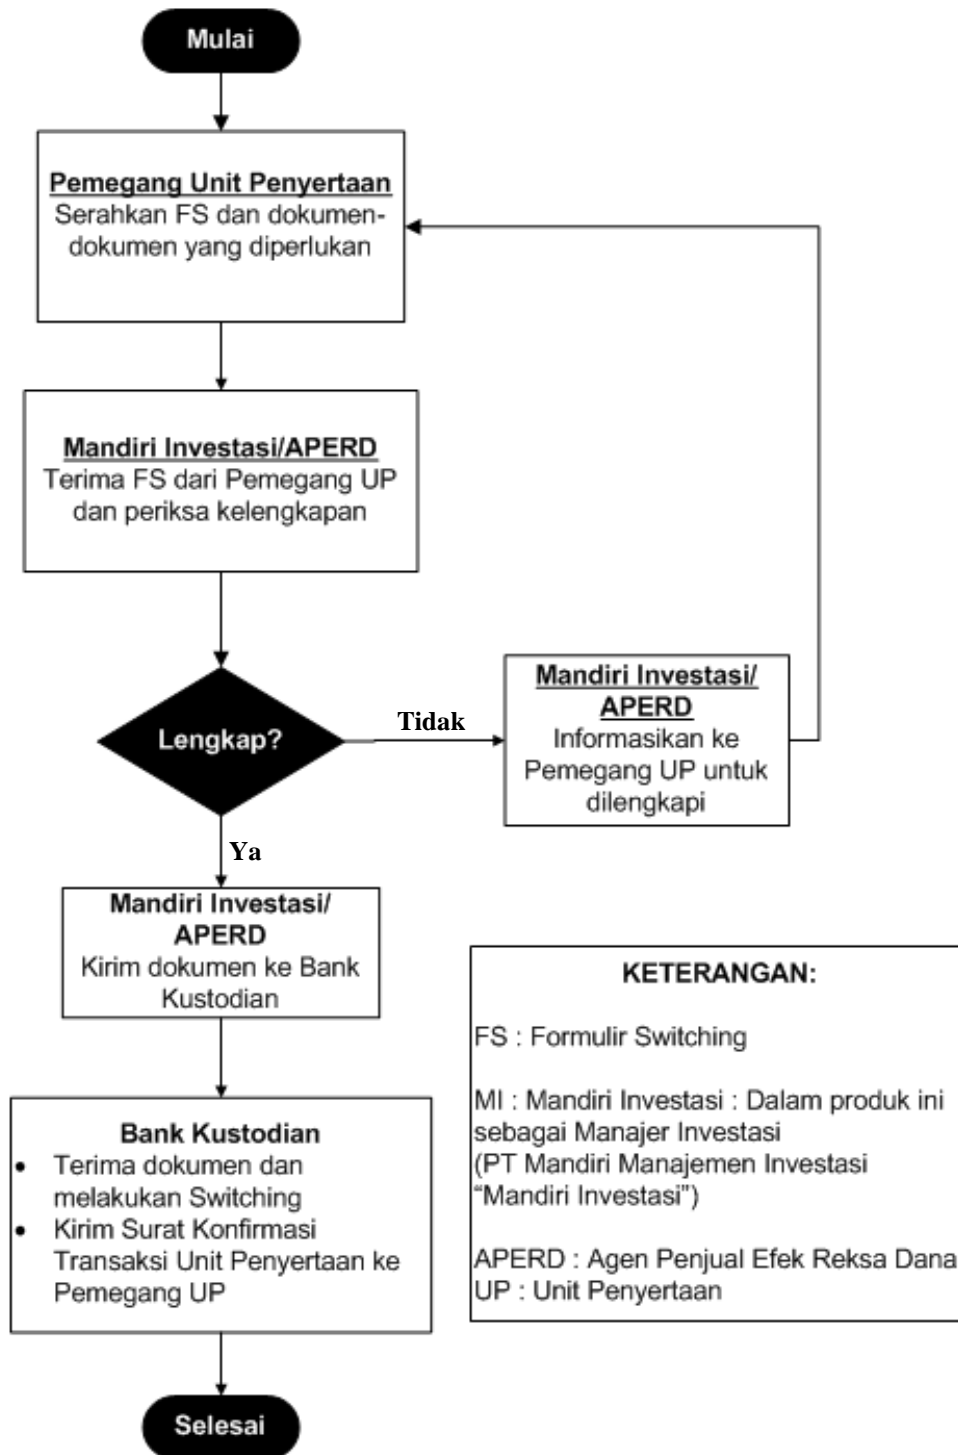 Mulai
Pemegang Unit Penyertaan
Serahkan FS dan dokumen-
dokumen yang diperlukan
Mandiri Investasi/APERD
Terima FS dari Pemegang UP
dan periksa kelengkapan
Lengkap?
Tidak
Mandiri Investasi/
APERD
Informasikan ke
Pemegang UP untuk
dilengkapi
Ya
Mandiri Investasi/
APERD
Kirim dokumen ke Bank
Kustodian
Bank Kustodian
• Terima dokumen dan
melakukan Switching
• Kirim Surat Konfirmasi
Transaksi Unit Penyertaan ke
Pemegang UP
Selesai
KETERANGAN:
FS : Formulir Switching
MI : Mandiri Investasi : Dalam produk ini
sebagai Manajer Investasi
(PT Mandiri Manajemen Investasi
“Mandiri Investasi”)
APERD : Agen Penjual Efek Reksa Dana
UP : Unit Penyertaan